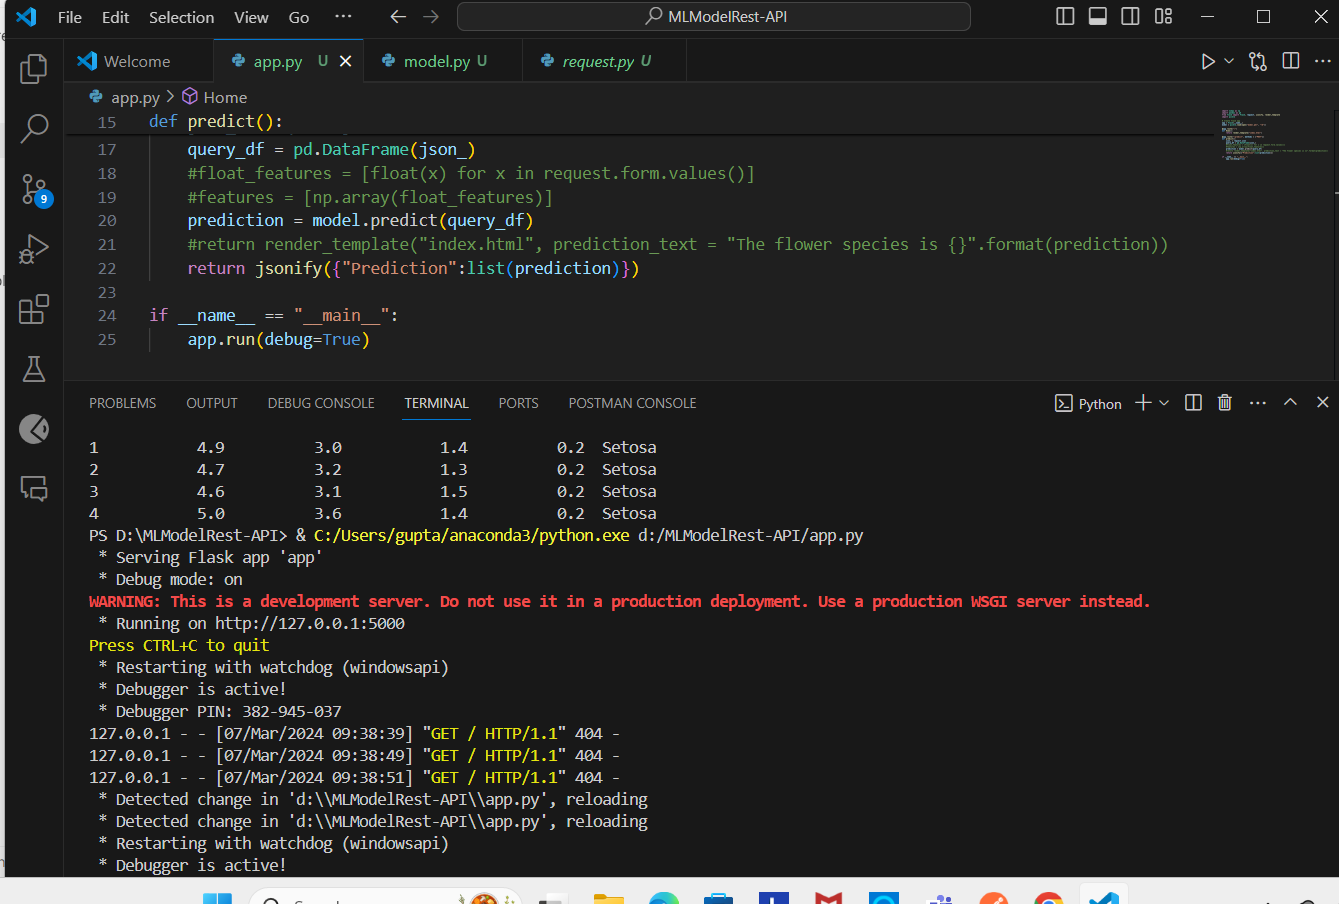 File Edit Selection View Go ··· MLModelRest-API
Welcome app.py U model.py U request.py U
app.py > Home
15 def predict():
17 query_df = pd.DataFrame(json_)
18 #float_features = [float(x) for x in request.form.values()]
19 #features = [np.array(float_features)]
20 prediction = model.predict(query_df)
21 #return render_template("index.html", prediction_text = "The flower species is {}".format(prediction))
22 return jsonify({"Prediction":list(prediction)})
23
24 if __name__ == "__main__":
25 app.run(debug=True)
9
PROBLEMS OUTPUT DEBUG CONSOLE TERMINAL PORTS POSTMAN CONSOLE Python
1 4.9 3.0 1.4 0.2 Setosa
2 4.7 3.2 1.3 0.2 Setosa
3 4.6 3.1 1.5 0.2 Setosa
4 5.0 3.6 1.4 0.2 Setosa
PS D:\MLModelRest-API> & C:/Users/gupta/anaconda3/python.exe d:/MLModelRest-API/app.py
* Serving Flask app 'app'
* Debug mode: on
WARNING: This is a development server. Do not use it in a production deployment. Use a production WSGI server instead.
* Running on http://127.0.0.1:5000
Press CTRL+C to quit
* Restarting with watchdog (windowsapi)
* Debugger is active!
* Debugger PIN: 382-945-037
127.0.0.1 - - [07/Mar/2024 09:38:39] "GET / HTTP/1.1" 404 -
127.0.0.1 - - [07/Mar/2024 09:38:49] "GET / HTTP/1.1" 404 -
127.0.0.1 - - [07/Mar/2024 09:38:51] "GET / HTTP/1.1" 404 -
* Detected change in 'd:\\MLModelRest-API\\app.py', reloading
* Detected change in 'd:\\MLModelRest-API\\app.py', reloading
* Restarting with watchdog (windowsapi)
* Debugger is active!